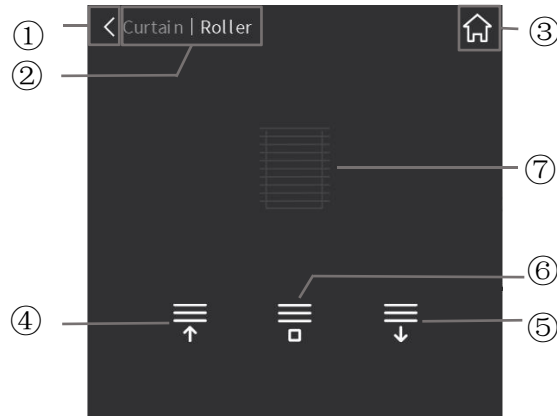 ① Curtain | Roller ③
②
⑦
⑥
④ ⑤